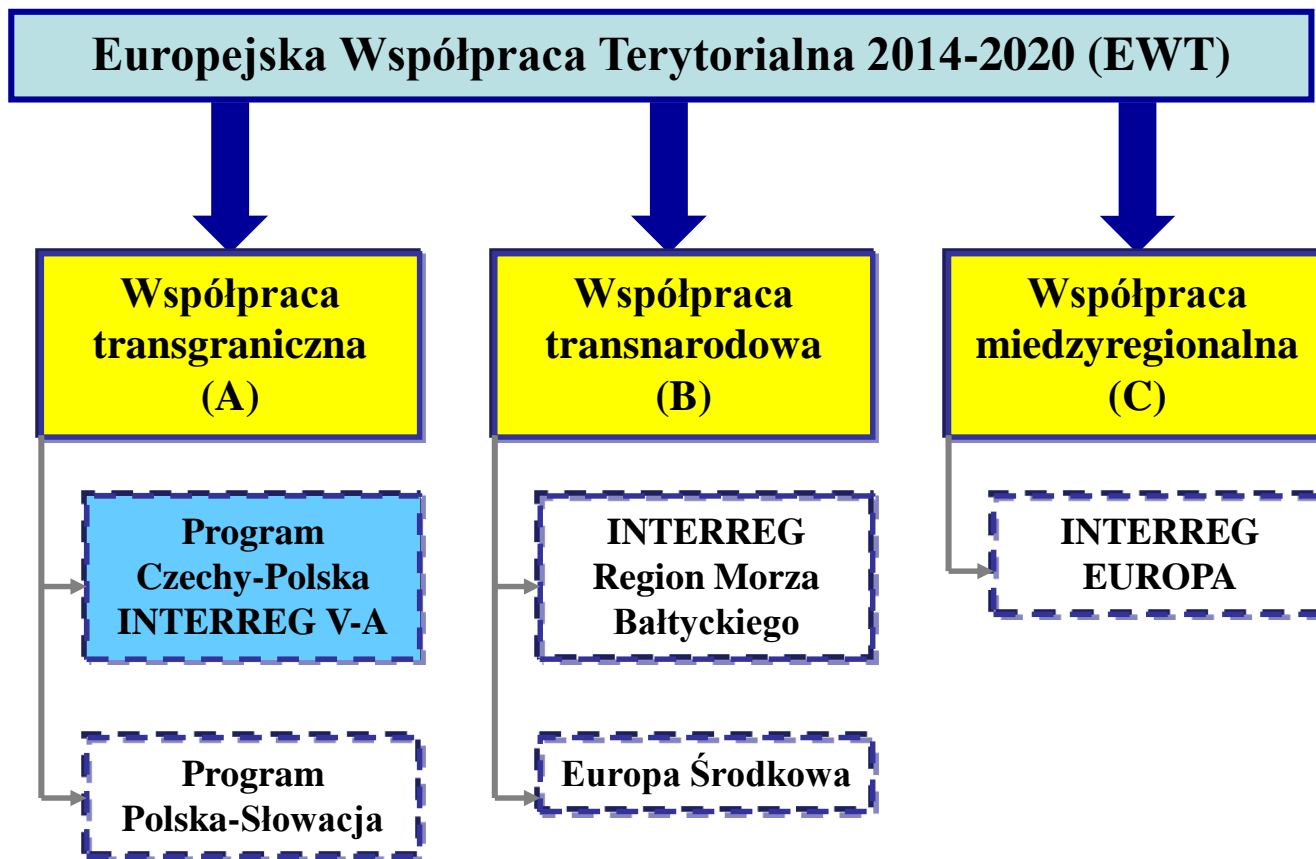 Europejska Współpraca Terytorialna 2014-2020 (EWT)
Współpraca
transgraniczna
(A)
Program
Czechy-Polska
INTERREG V-A
Program
Polska-Słowacja
Współpraca
transnarodowa
(B)
INTERREG
Region Morza
Bałtyckiego
Europa Środkowa
Współpraca
miedzyregionalna
(C)
INTERREG
EUROPA